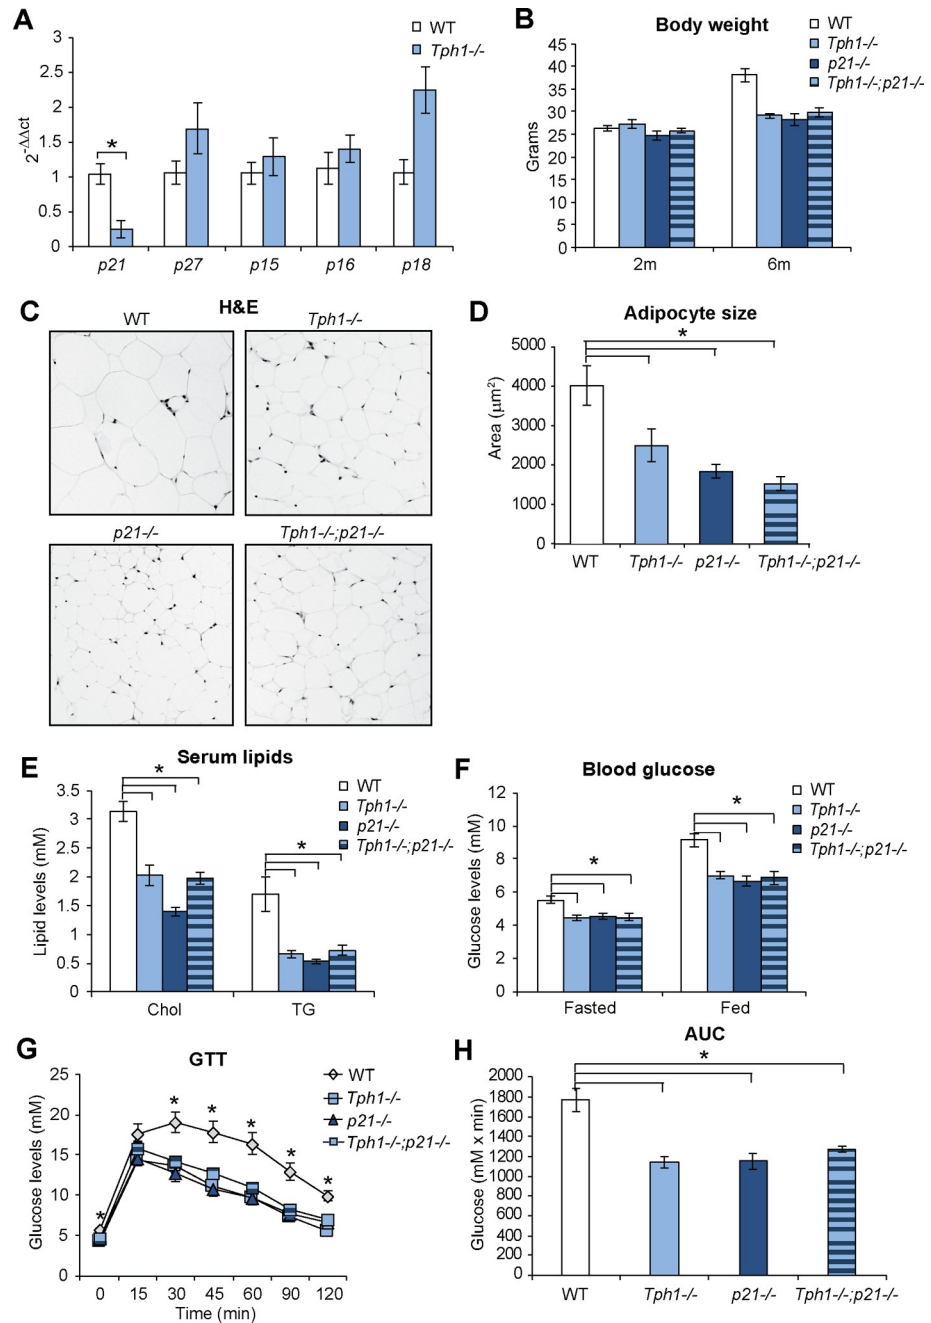 A
WT
Tph1-/-
3
2.5
2
1.5
1
0.5
0
2-ΔΔct
*
p21 p27 p15 p16 p18
B
Body weight
WT
Tph1-/-
p21-/-
Tph1-/-;p21-/-
45
40
35
30
25
20
15
10
5
0
Grams
2m 6m
C
H&E
WT Tph1-/-
p21-/- Tph1-/-;p21-/-
D
Adipocyte size
*
5000
4000
3000
2000
1000
0
Area (μm2)
WT Tph1-/- p21-/- Tph1-/-;p21-/-
E
Serum lipids
WT
Tph1-/-
p21-/-
Tph1-/-;p21-/-
*
*
3.5
3
2.5
2
1.5
1
0.5
0
Lipid levels (mM)
Chol TG
F
Blood glucose
WT
Tph1-/-
p21-/-
Tph1-/-;p21-/-
*
*
12
10
8
6
4
2
0
Glucose levels (mM)
Fasted Fed
G
GTT
WT
Tph1-/-
p21-/-
Tph1-/-;p21-/-
25
20
15
10
5
0
Glucose levels (mM)
* * * * * * 
0 15 30 45 60 90 120
Time (min)
H
AUC
*
2000
1800
1600
1400
1200
1000
800
600
400
200
0
Glucose (mM x min)
WT Tph1-/- p21-/- Tph1-/-;p21-/-